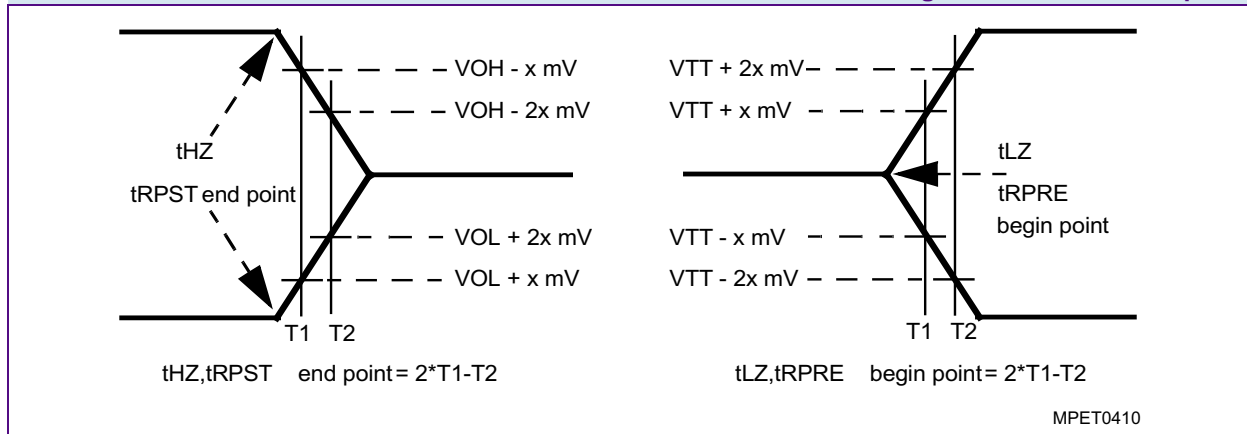 VOH - x mV
VOH - 2x mV
tHZ
tRPST end point
VOL + 2x mV
VOL + x mV
T1 T2
tHZ,tRPST end point = 2*T1-T2
VTT + 2x mV
VTT + x mV
tLZ
tRPRE
begin point
VTT - x mV
VTT - 2x mV
T1 T2
tLZ,tRPRE begin point = 2*T1-T2
MPET0410